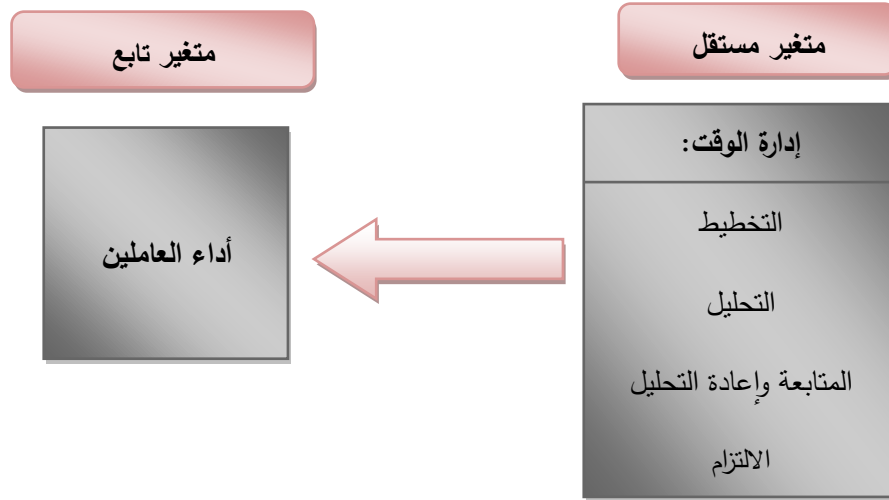 متغير مستقل
متغير تابع
إدارة الوقت:
التخطيط
التحليل
المتابعة وإعادة التحليل
الالتزام
أداء العاملين